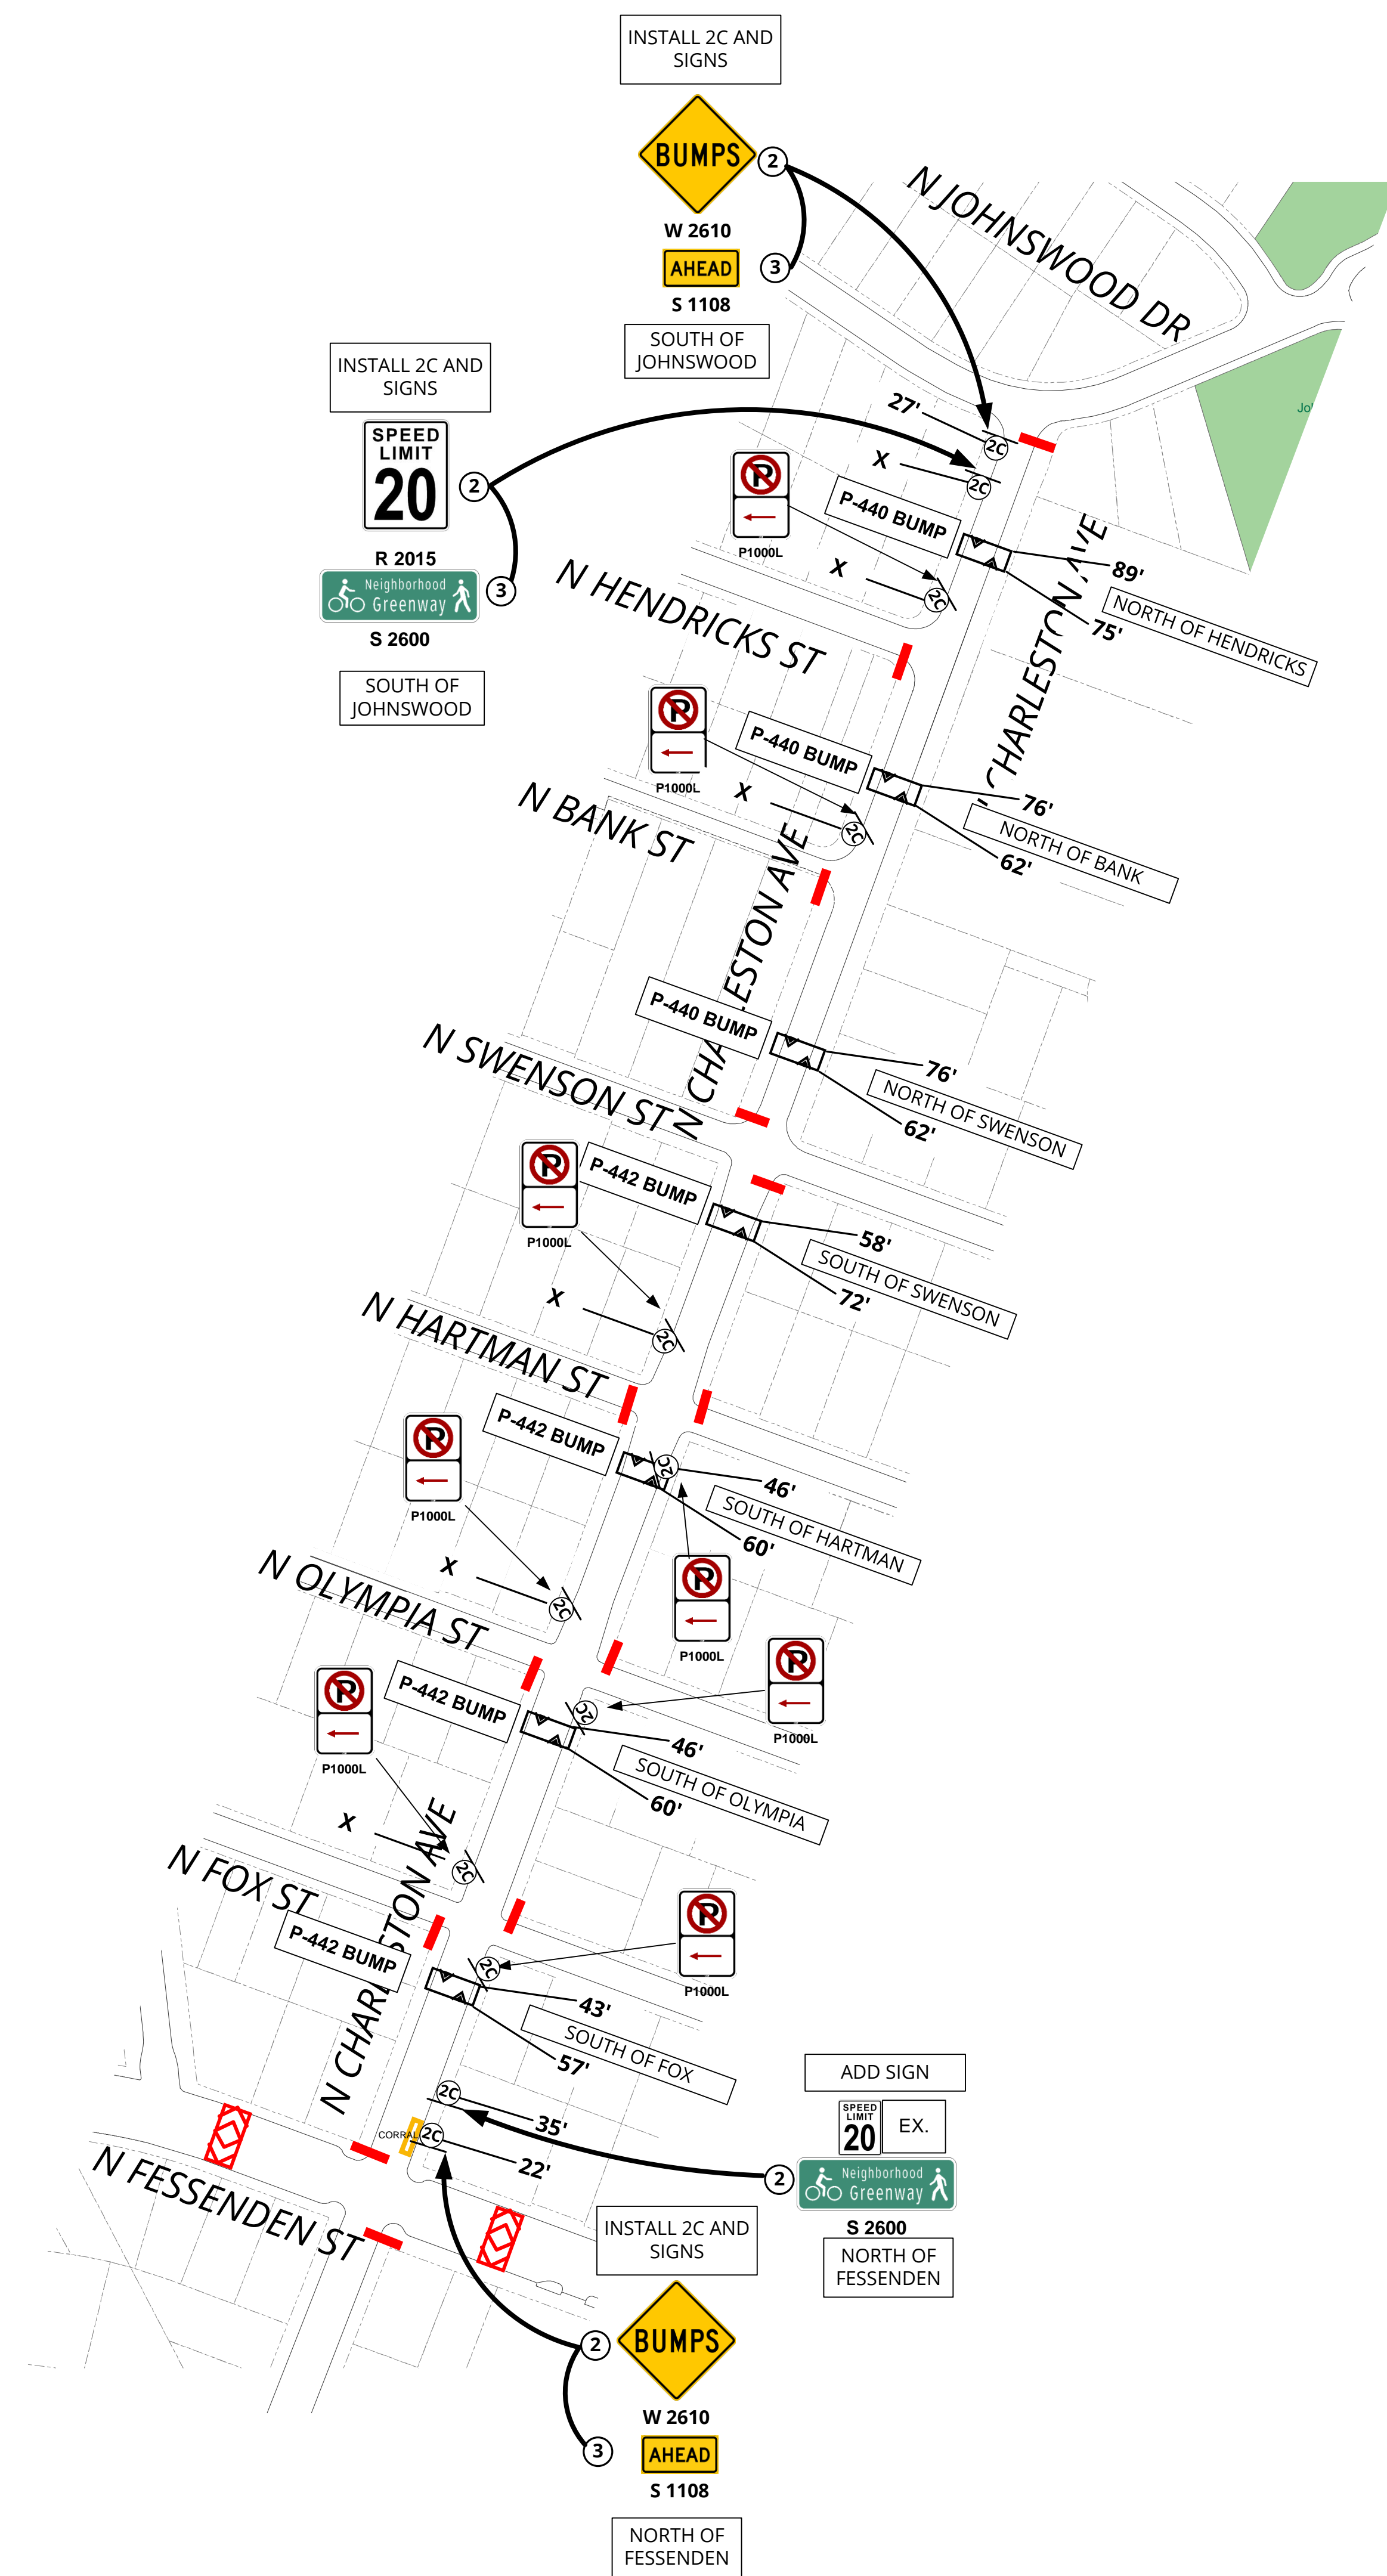 INSTALL 2C AND
SIGNS
BUMPS
2
W 2610
AHEAD
3
S 1108
SOUTH OF
JOHNSWOOD
N JOHNSWOOD DR
INSTALL 2C AND
SIGNS
SPEED
LIMIT
20
2
R 2015
Neighborhood
Greenway
3
S 2600
SOUTH OF
JOHNSWOOD
27'
2C
X
2C
P
P1000L
P-440 BUMP
X
2C
89'
75'
NORTH OF HENDRICKS
CHARLESTON AVE
N HENDRICKS ST
P
P1000L
P-440 BUMP
X
2C
76'
62'
NORTH OF BANK
N BANK ST
N CHARLESTON AVE
P-440 BUMP
76'
62'
NORTH OF SWENSON
N SWENSON ST
P
P1000L
P-442 BUMP
58'
72'
SOUTH OF SWENSON
X
2C
N HARTMAN ST
P
P1000L
P-442 BUMP
2C
46'
60'
SOUTH OF HARTMAN
P
P1000L
X
2C
N OLYMPIA ST
P
P1000L
P
P1000L
P-442 BUMP
2C
46'
60'
SOUTH OF OLYMPIA
X
2C
N FOX ST
N CHARLESTON AVE
P
P1000L
P-442 BUMP
2C
43'
57'
SOUTH OF FOX
2C
35'
CORRAL
2C
22'
ADD SIGN
SPEED
LIMIT
20
EX.
2
Neighborhood
Greenway
S 2600
NORTH OF
FESSENDEN
N FESSENDEN ST
INSTALL 2C AND
SIGNS
2
BUMPS
W 2610
3
AHEAD
S 1108
NORTH OF
FESSENDEN